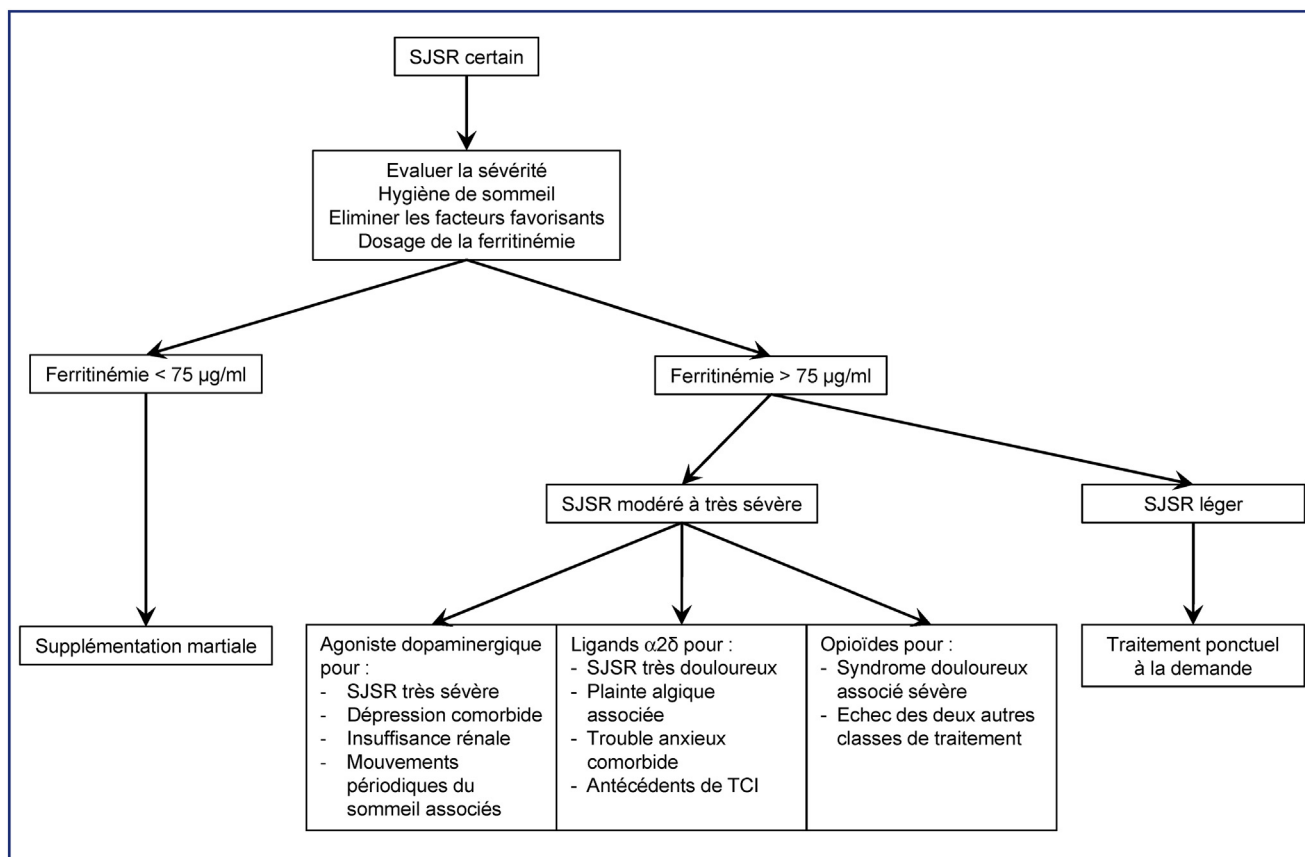 SJSR certain
Evaluer la sévérité
Hygiène de sommeil
Eliminer les facteurs favorisants
Dosage de la ferritinémie
Ferritinémie < 75 µg/ml
Ferritinémie > 75 µg/ml
SJSR modéré à très sévère
SJSR léger
Supplémentation martiale
Agoniste dopaminergique
pour :
- SJSR très sévère
- Dépression comorbide
- Insuffisance rénale
- Mouvements
périodiques du
sommeil associés
Ligands α2δ pour :
- SJSR très douloureux
- Plainte algique
associée
- Trouble anxieux
comorbide
- Antécédents de TCI
Opioïdes pour :
- Syndrome douloureux
associé sévère
- Echec des deux autres
classes de traitement
Traitement ponctuel
à la demande